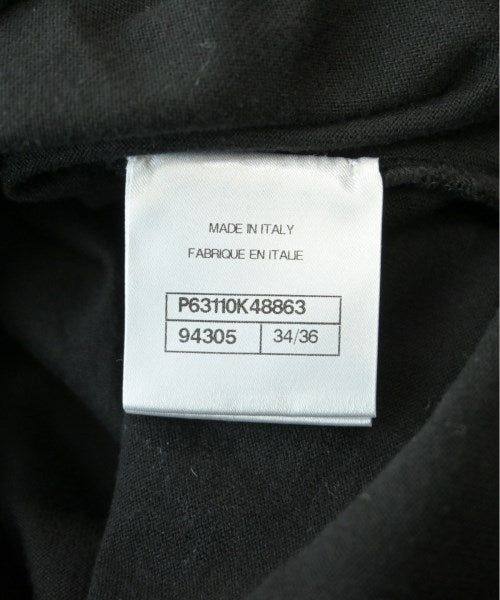 MADE IN ITALY
FABRIQUE EN ITALIE
P63110K48863
94305 34/36